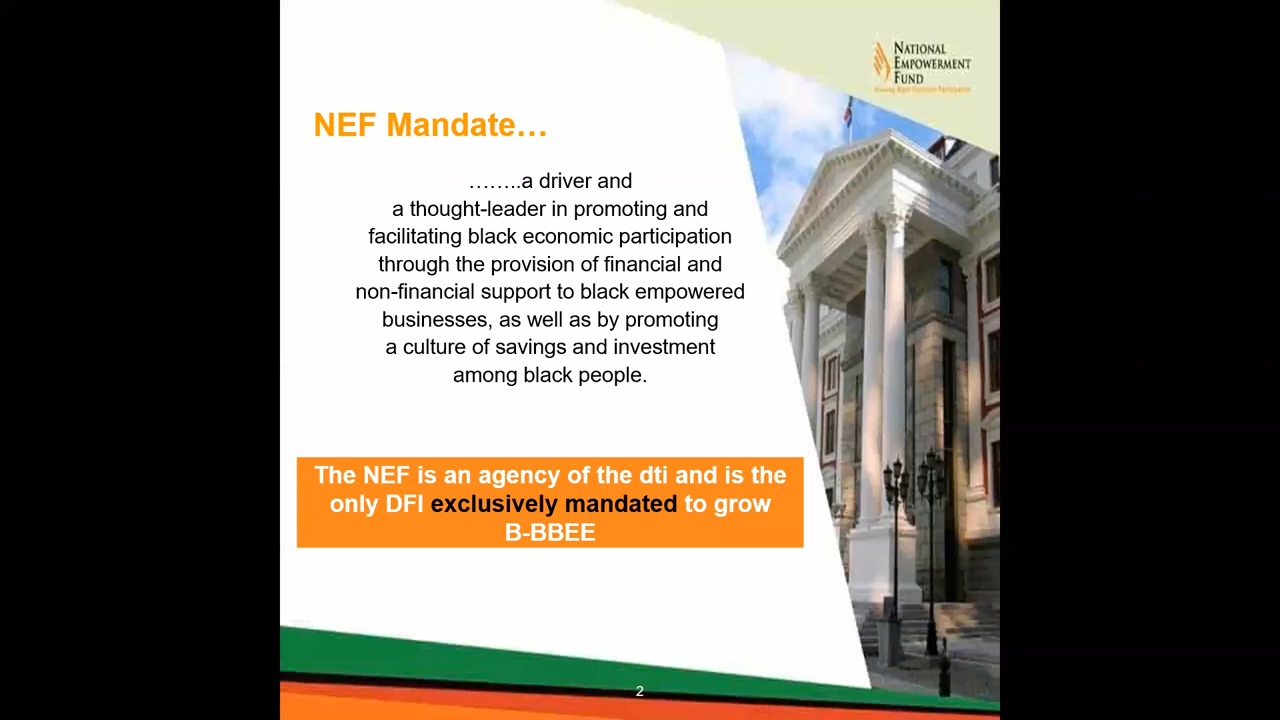 NATIONAL
EMPOWERMENT
FUND
NEF Mandate…
……..a driver and
a thought-leader in promoting and
facilitating black economic participation
through the provision of financial and
non-financial support to black empowered
businesses, as well as by promoting
a culture of savings and investment
among black people.
The NEF is an agency of the dti and is the
only DFI exclusively mandated to grow
B-BBEE
2